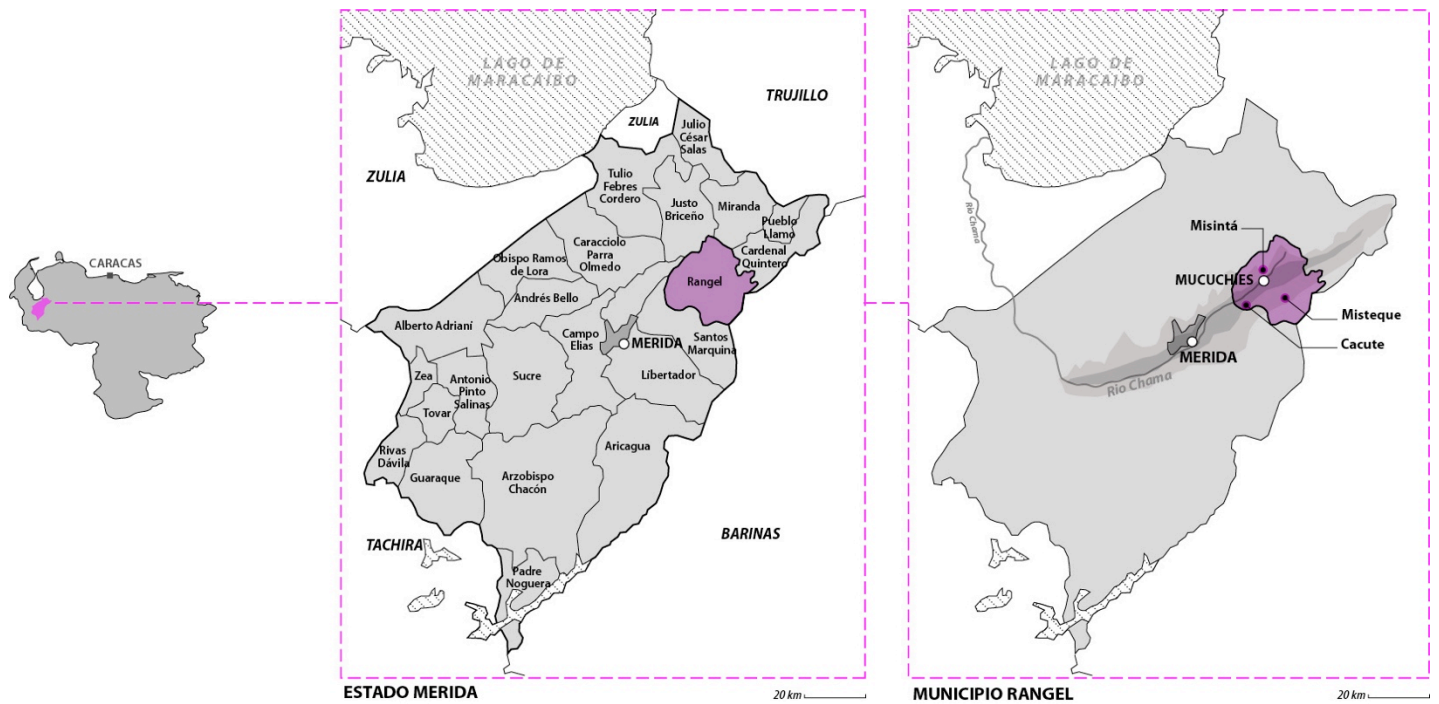 CARACAS
LAGO DE
MARACAIBO
TRUJILLO
ZULIA
ZULIA
Julio
César
Salas
Tulio
Febres
Cordero
Justo
Briceño
Miranda
Pueblo
Llamo
Cardenal
Quintero
Caracciolo
Parra
Olmedo
Obispo Ramos
de Lora
Rangel
Andrés Bello
Alberto Adrianí
Campo
Elias
MERIDA
Santos
Marquina
Líbertador
Zea
Antonio
Pinto
Salinas
Sucre
Tovar
Aricagua
Rivas
Dávila
Guaraque
Arzobispo
Chacón
BARINAS
TACHIRA
Padre
Noguera
ESTADO MERIDA
20 km
LAGO DE
MARACAIBO
Río Chama
Misintá
MUCUCHIES
Misteque
Cacute
MERIDA
Río Chama
MUNICIPIO RANGEL
20 km